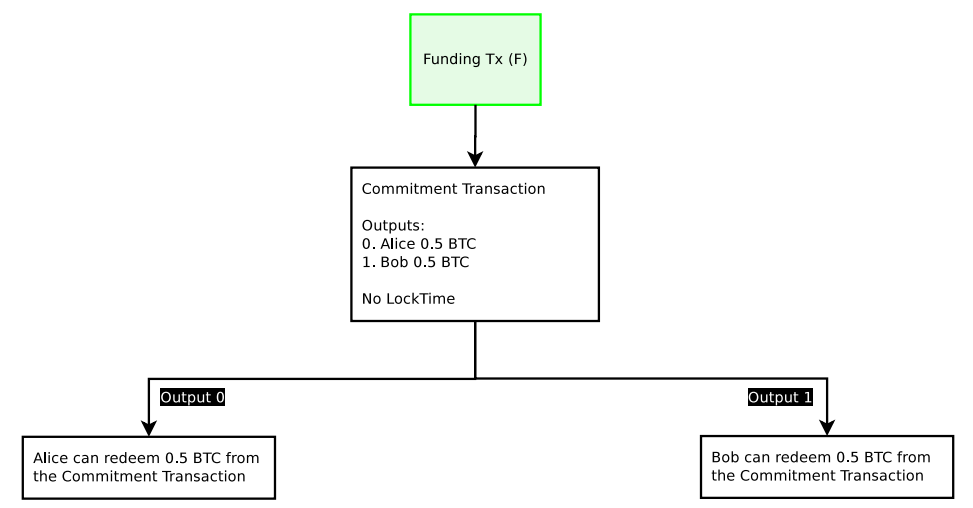 Funding Tx (F)
Commitment Transaction
Outputs:
0. Alice 0.5 BTC
1. Bob 0.5 BTC
No LockTime
Output 0
Output 1
Alice can redeem 0.5 BTC from
the Commitment Transaction
Bob can redeem 0.5 BTC from
the Commitment Transaction